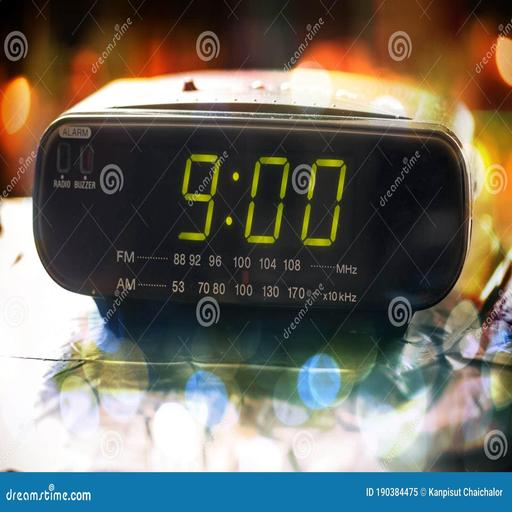 ALARM
RADIO BUZZER
9:00
FM ............ 88 92 96 100 104 108 ........ MHz
AM ............ 53 70 80 100 130 170 x10 kHz
dreamstime.com
ID 190384475 © Kanpisut Chaichalor